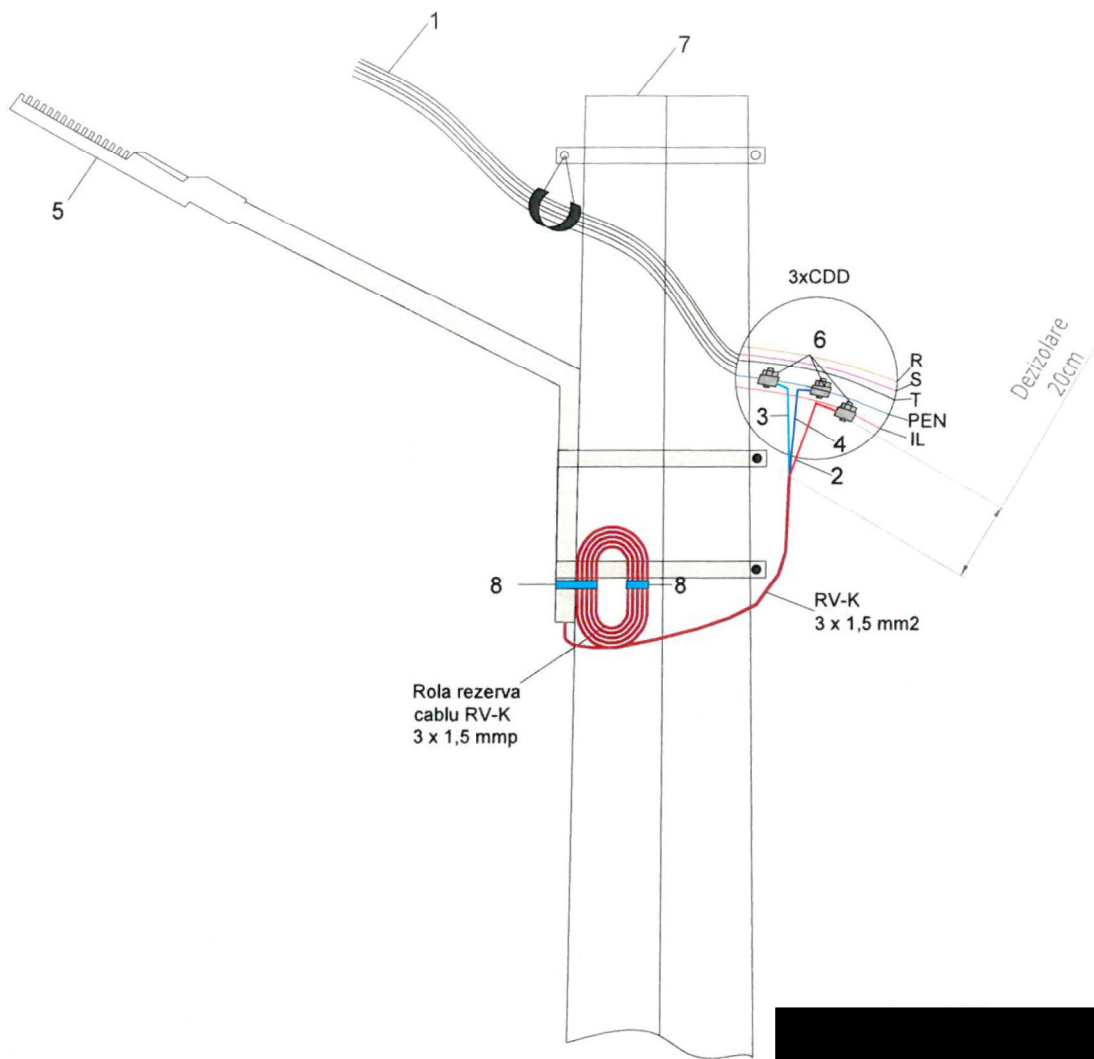 1
7
5
3xCDD
6
R
S
T
PEN
IL
3
4
2
Dezizolare
20cm
8
8
RV-K
3 x 1,5 mm2
Rola rezerva
cablu RV-K
3 x 1,5 mmp